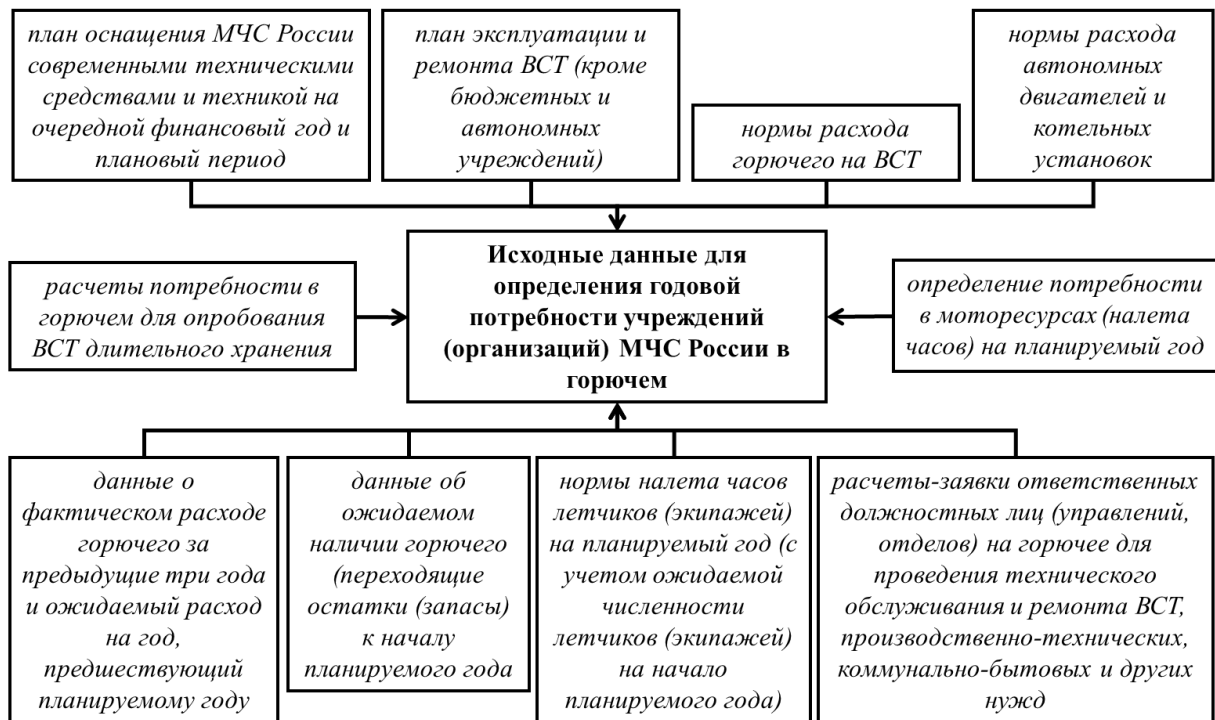 план оснащения МЧС России
современными техническими
средствами и техникой на
очередной финансовый год и
плановый период
план эксплуатации и
ремонта ВСТ (кроме
бюджетных и
автономных
учреждений)
нормы расхода
горючего на ВСТ
нормы расхода
автономных
двигателей и
котельных
установок
расчеты потребности в
горючем для опробования
ВСТ длительного хранения
Исходные данные для
определения годовой
потребности учреждений
(организаций) МЧС России в
горючем
определение потребности
в моторесурсах (налета
часов) на планируемый год
данные о
фактическом расходе
горючего за
предыдущие три года
и ожидаемый расход
на год,
предшествующий
планируемому году
данные об
ожидаемом
наличии горючего
(переходящие
остатки (запасы)
к началу
планируемого года
нормы налета часов
летчиков (экипажей)
на планируемый год (с
учетом ожидаемой
численности
летчиков (экипажей)
на начало
планируемого года)
расчеты-заявки ответственных
должностных лиц (управлений,
отделов) на горючее для
проведения технического
обслуживания и ремонта ВСТ,
производственно-технических,
коммунально-бытовых и других
нужд